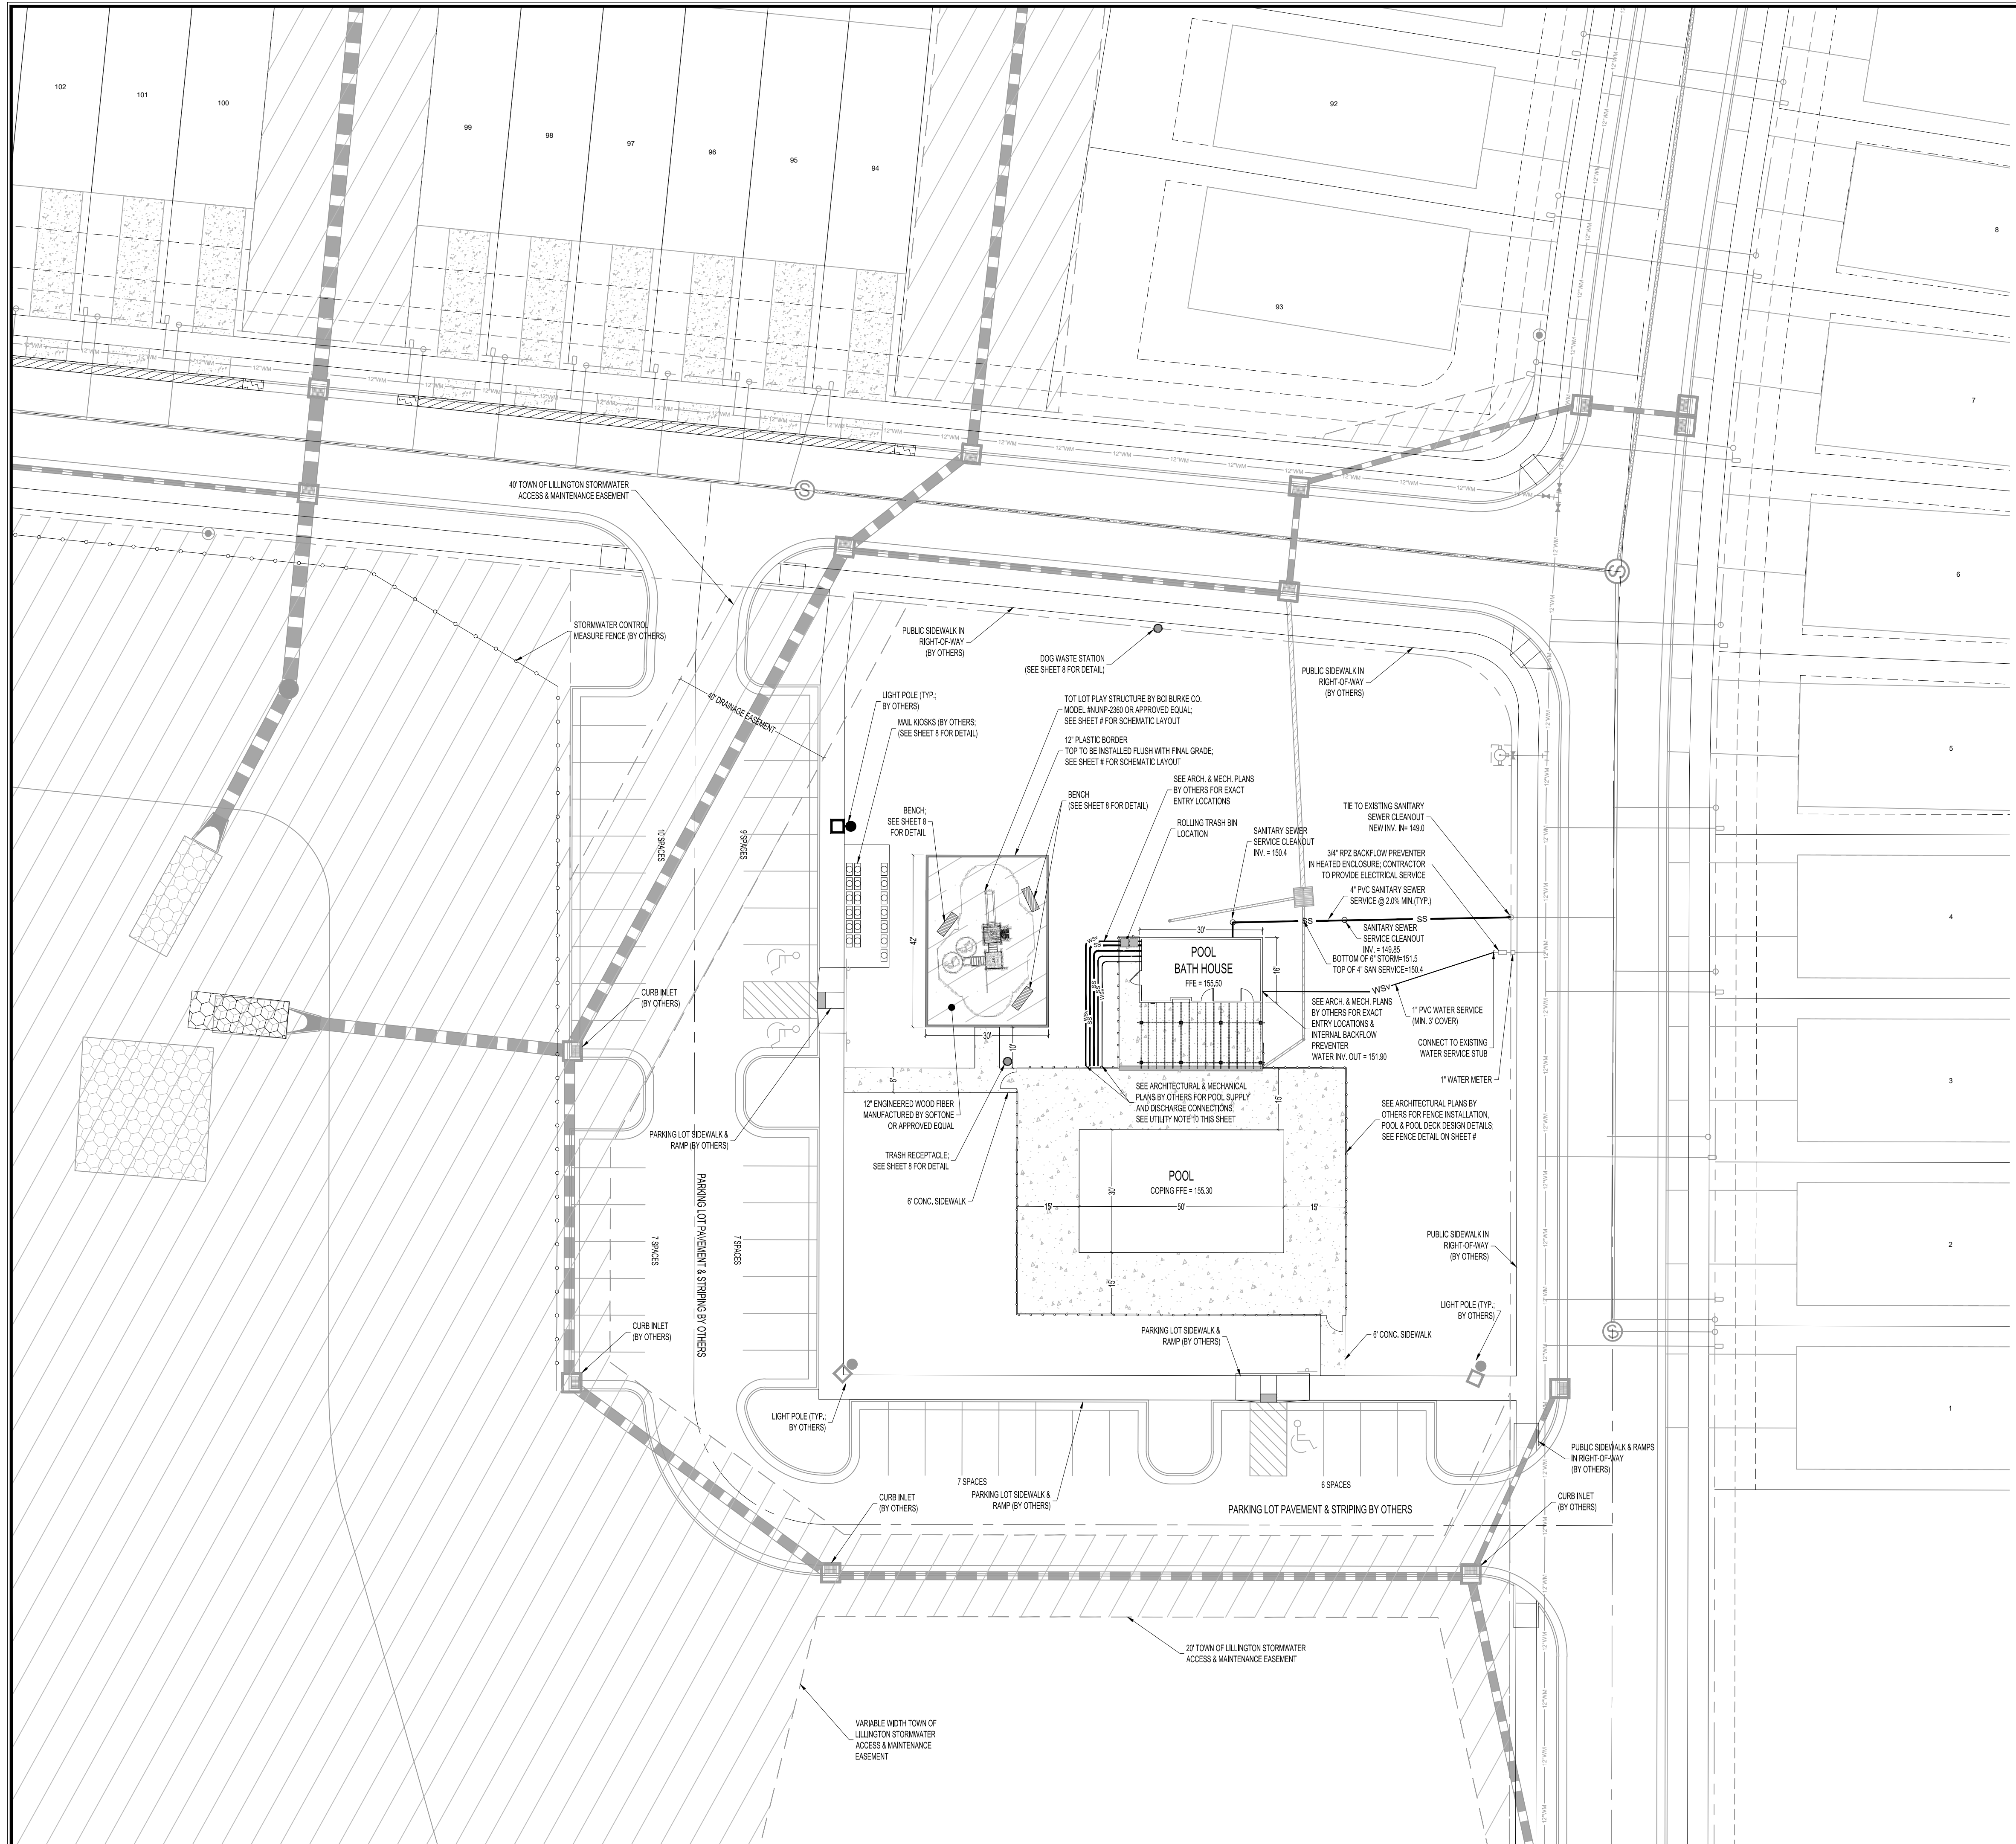 102
101
100
99
98
97
96
95
94
92
93
8
7
6
5
4
3
2
1
12"WM
40' TOWN OF LILLINGTON STORMWATER
ACCESS & MAINTENANCE EASEMENT
STORMWATER CONTROL
MEASURE FENCE (BY OTHERS)
40' DRAINAGE EASEMENT
PUBLIC SIDEWALK IN
RIGHT-OF-WAY
(BY OTHERS)
DOG WASTE STATION
(SEE SHEET 8 FOR DETAIL)
PUBLIC SIDEWALK IN
RIGHT-OF-WAY
(BY OTHERS)
LIGHT POLE (TYP.;
BY OTHERS)
MAIL KIOSKS (BY OTHERS;
(SEE SHEET 8 FOR DETAIL)
TOT LOT PLAY STRUCTURE BY BCI BURKE CO.
MODEL #NUNP-2360 OR APPROVED EQUAL;
SEE SHEET # FOR SCHEMATIC LAYOUT
12" PLASTIC BORDER
TOP TO BE INSTALLED FLUSH WITH FINAL GRADE;
SEE SHEET # FOR SCHEMATIC LAYOUT
SEE ARCH. & MECH. PLANS
BY OTHERS FOR EXACT
ENTRY LOCATIONS
BENCH
(SEE SHEET 8 FOR DETAIL)
BENCH;
SEE SHEET 8
FOR DETAIL
ROLLING TRASH BIN
LOCATION
SANITARY SEWER
SERVICE CLEANOUT
INV. = 150.4
TIE TO EXISTING SANITARY
SEWER CLEANOUT
NEW INV. IN= 149.0
3/4" RPZ BACKFLOW PREVENTER
IN HEATED ENCLOSURE; CONTRACTOR
TO PROVIDE ELECTRICAL SERVICE
4" PVC SANITARY SEWER
SERVICE @ 2.0% MIN.(TYP.)
SS
SS
SANITARY SEWER
SERVICE CLEANOUT
INV. = 149.85
BOTTOM OF 6" STORM=151.5
TOP OF 4" SAN SERVICE=150.4
10 SPACES
9 SPACES
42'
30'
10'
30'
16'
POOL
BATH HOUSE
FFE = 155.50
WSv
SS
SS
WSv
WSv
SS
SS
WSv
WSv
1" PVC WATER SERVICE
(MIN. 3' COVER)
SEE ARCH. & MECH. PLANS
BY OTHERS FOR EXACT
ENTRY LOCATIONS &
INTERNAL BACKFLOW
PREVENTER
WATER INV. OUT = 151.90
CONNECT TO EXISTING
WATER SERVICE STUB
1" WATER METER
CURB INLET
(BY OTHERS)
6'
12" ENGINEERED WOOD FIBER
MANUFACTURED BY SOFTONE
OR APPROVED EQUAL
SEE ARCHITECTURAL & MECHANICAL
PLANS BY OTHERS FOR POOL SUPPLY
AND DISCHARGE CONNECTIONS;
SEE UTILITY NOTE 10 THIS SHEET
15'
SEE ARCHITECTURAL PLANS BY
OTHERS FOR FENCE INSTALLATION,
POOL & POOL DECK DESIGN DETAILS;
SEE FENCE DETAIL ON SHEET #
PARKING LOT SIDEWALK &
RAMP (BY OTHERS)
TRASH RECEPTACLE;
SEE SHEET 8 FOR DETAIL
6' CONC. SIDEWALK
POOL
COPING FFE = 155.30
30'
15'
50'
15'
15'
PARKING LOT PAVEMENT & STRIPING BY OTHERS
7 SPACES
7 SPACES
PUBLIC SIDEWALK IN
RIGHT-OF-WAY
(BY OTHERS)
LIGHT POLE (TYP.;
BY OTHERS)
CURB INLET
(BY OTHERS)
PARKING LOT SIDEWALK &
RAMP (BY OTHERS)
6' CONC. SIDEWALK
LIGHT POLE (TYP.;
BY OTHERS)
PUBLIC SIDEWALK & RAMPS
IN RIGHT-OF-WAY
(BY OTHERS)
7 SPACES
6 SPACES
PARKING LOT SIDEWALK &
RAMP (BY OTHERS)
CURB INLET
(BY OTHERS)
CURB INLET
(BY OTHERS)
PARKING LOT PAVEMENT & STRIPING BY OTHERS
20' TOWN OF LILLINGTON STORMWATER
ACCESS & MAINTENANCE EASEMENT
VARIABLE WIDTH TOWN OF
LILLINGTON STORMWATER
ACCESS & MAINTENANCE
EASEMENT